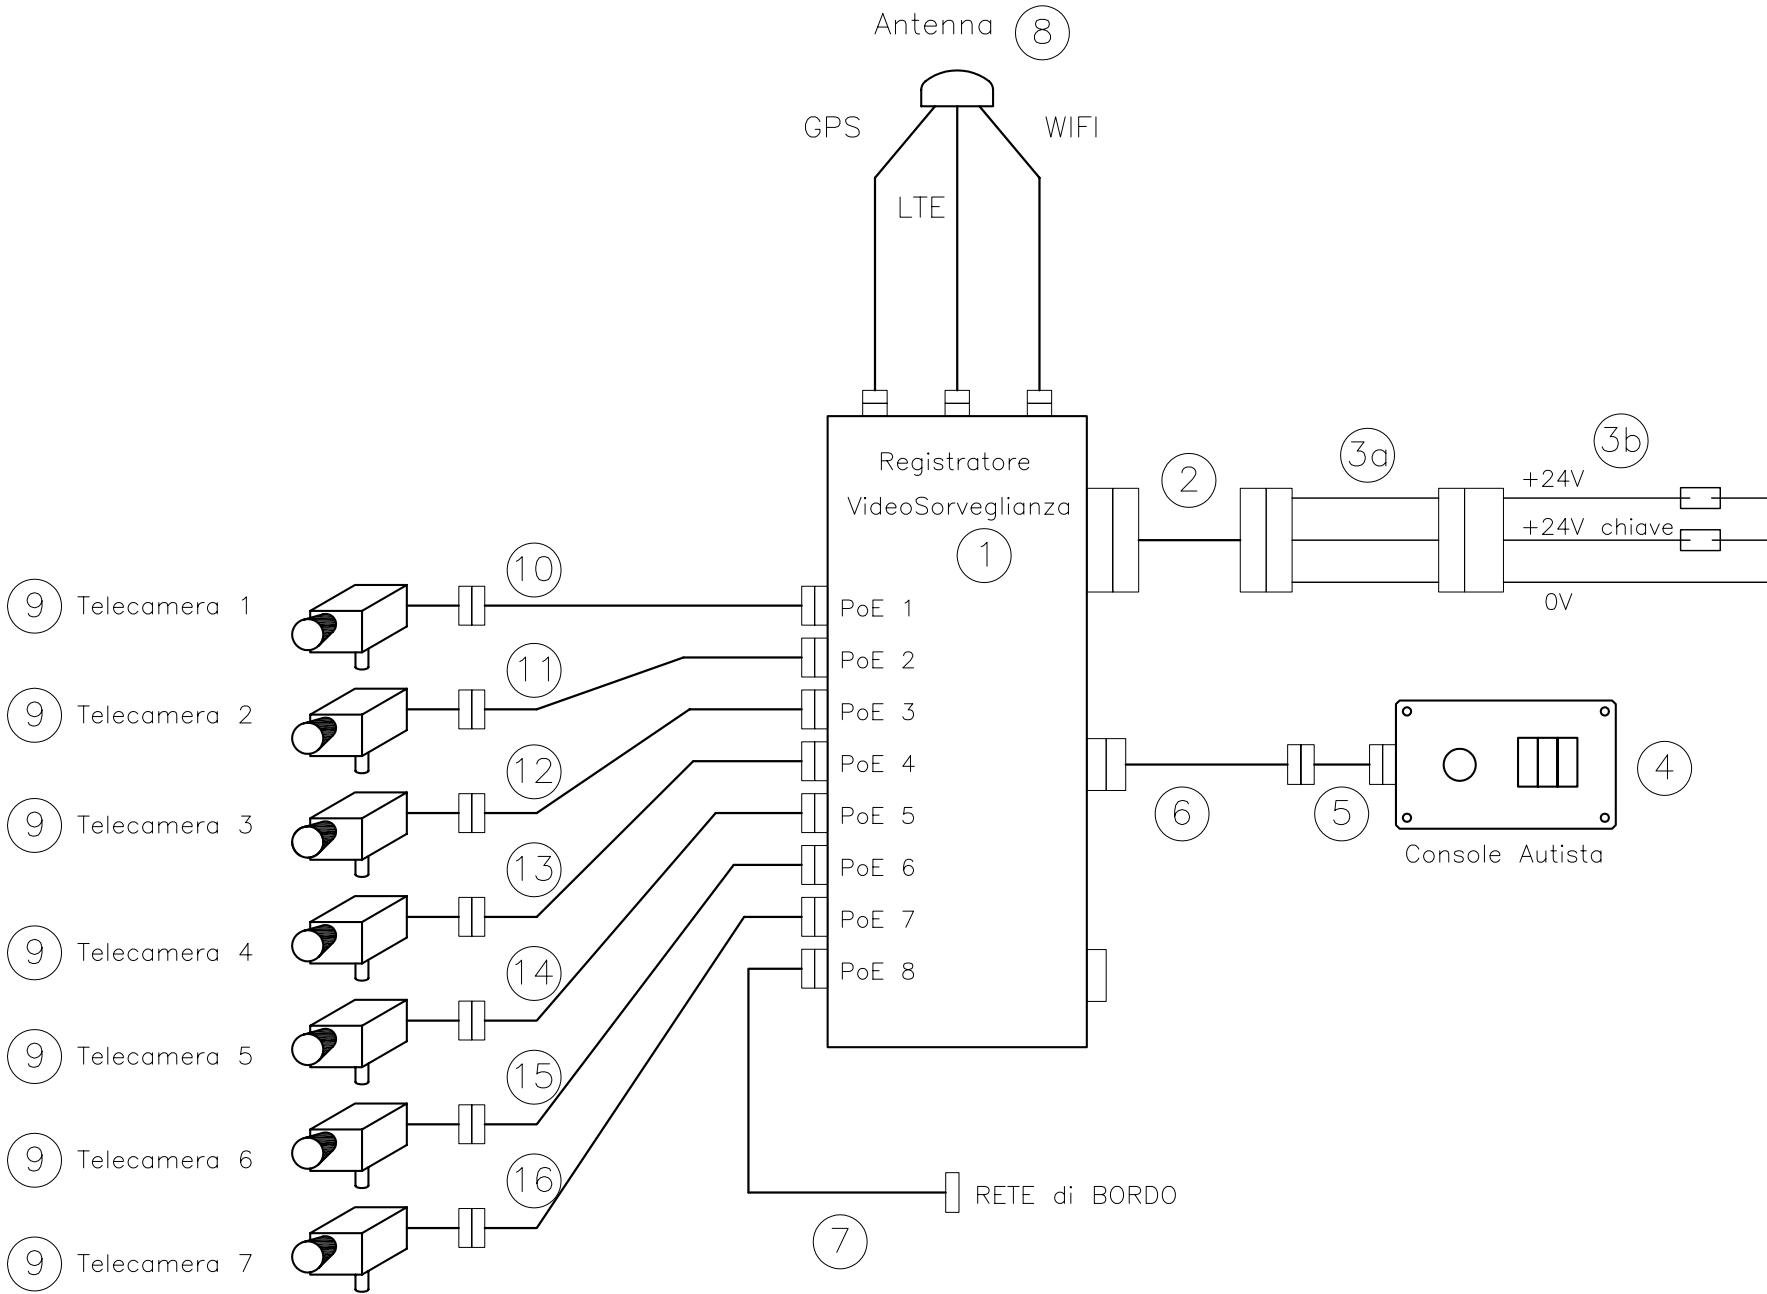 Antenna 8
GPS
WIFI
LTE
Registratore
VideoSorveglianza
1
2
3a
3b
+24V
+24V chiave
0V
10
9 Telecamera 1
PoE 1
11
PoE 2
9 Telecamera 2
PoE 3
12
PoE 4
9 Telecamera 3
PoE 5
13
PoE 6
14
PoE 7
9 Telecamera 4
PoE 8
4
6
5
Console Autista
9 Telecamera 5
15
9 Telecamera 6
16
RETE di BORDO
7
9 Telecamera 7